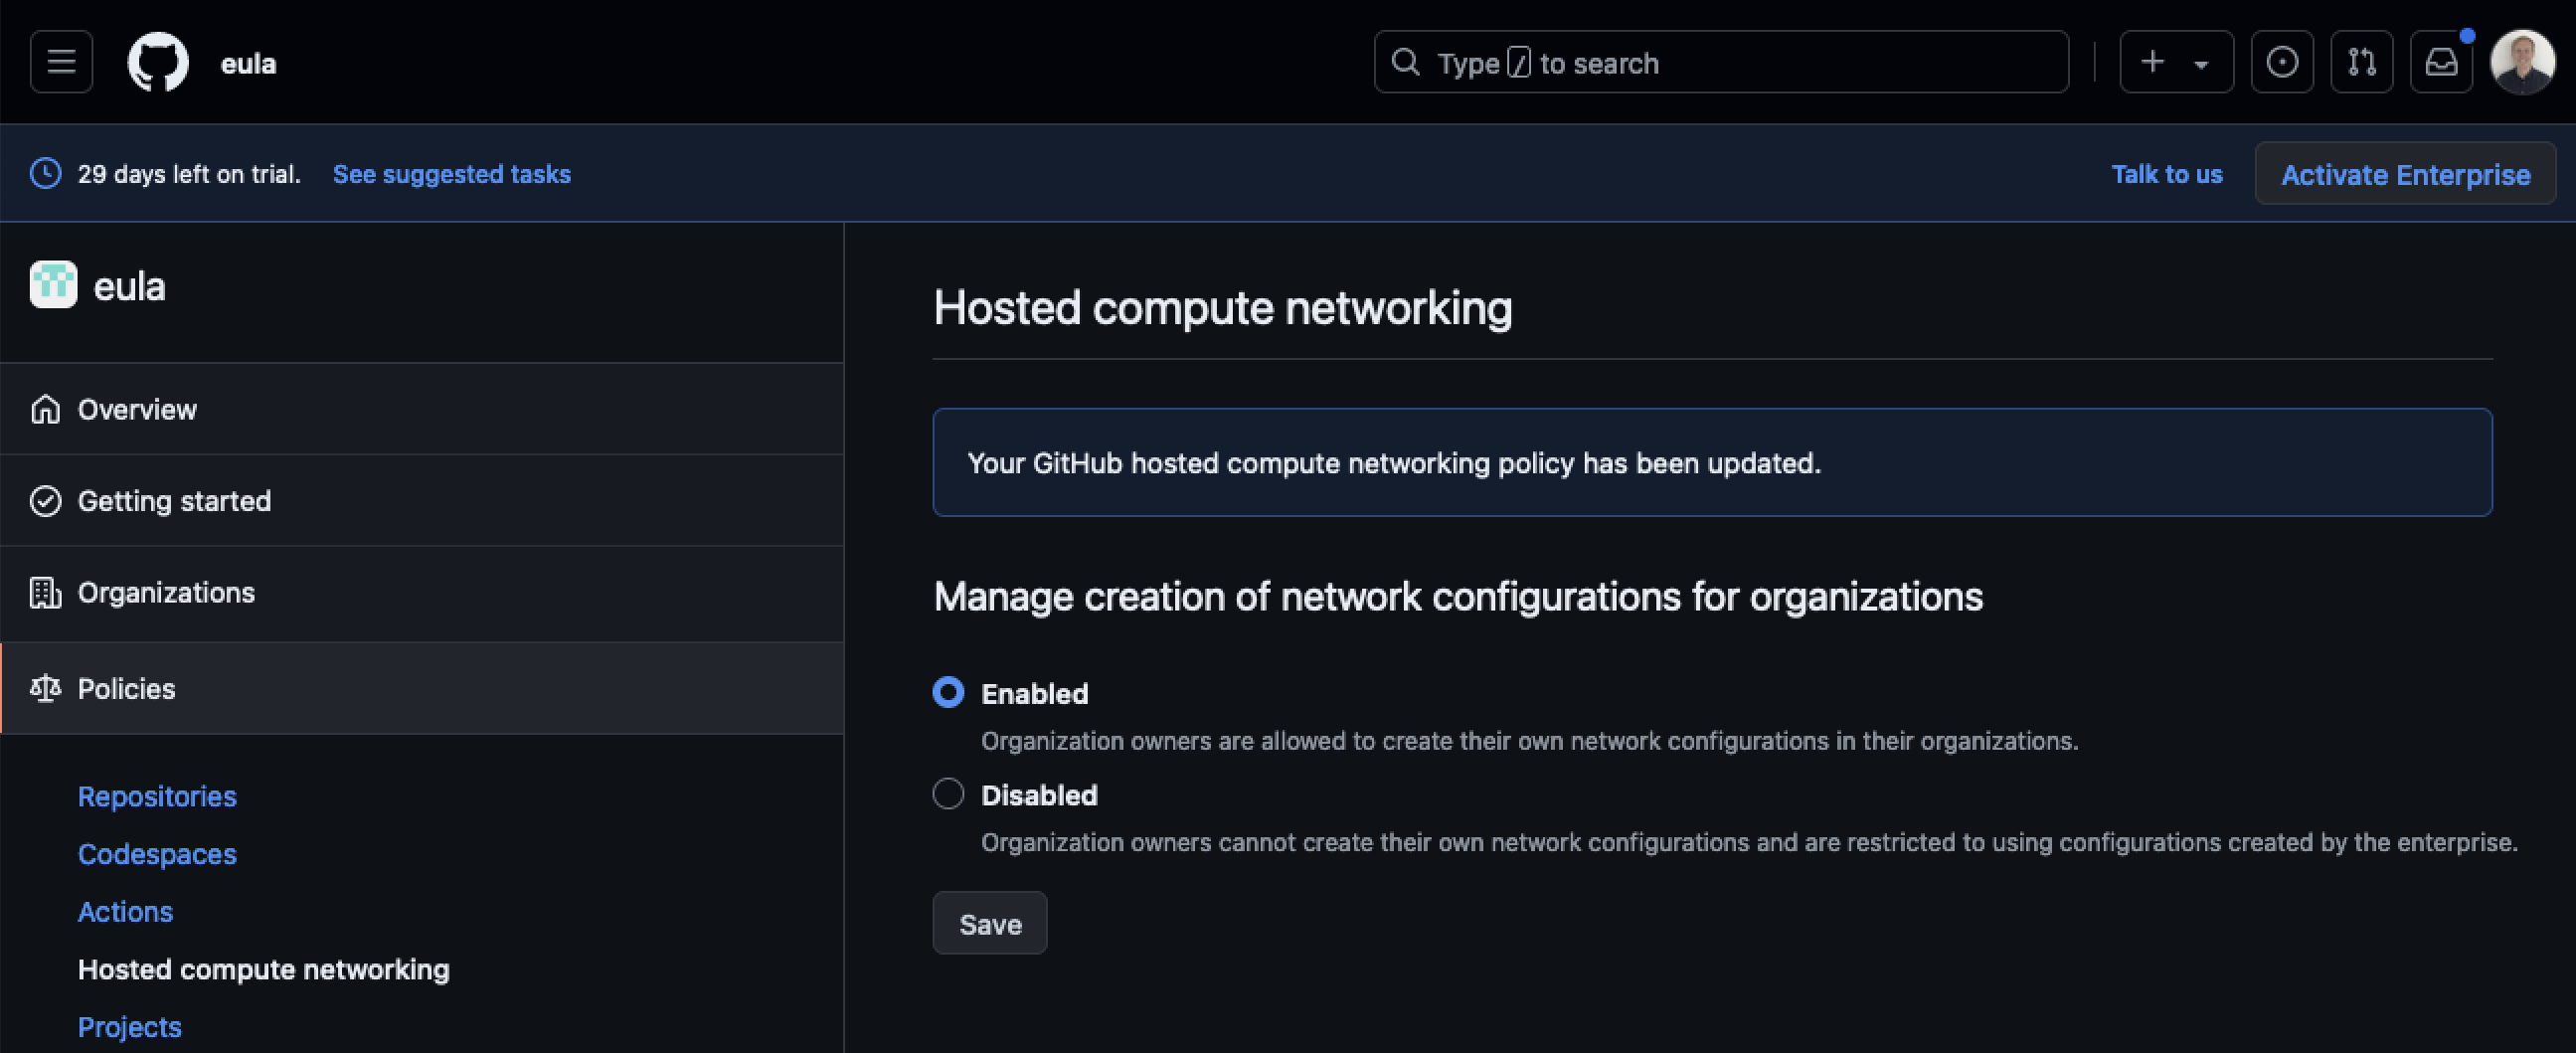 eula
Type / to search
29 days left on trial. See suggested tasks
Talk to us
Activate Enterprise
eula
Overview
Getting started
Organizations
Policies
Repositories
Codespaces
Actions
Hosted compute networking
Projects
Hosted compute networking
Your GitHub hosted compute networking policy has been updated.
Manage creation of network configurations for organizations
Enabled
Organization owners are allowed to create their own network configurations in their organizations.
Disabled
Organization owners cannot create their own network configurations and are restricted to using configurations created by the enterprise.
Save